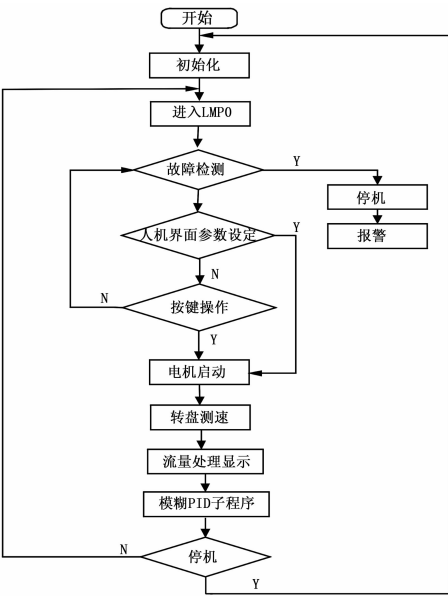 开始
初始化
进入LMPO
故障检测
Y
停机
人机界面参数设定
Y
报警
N
N
按键操作
Y
电机启动
转盘测速
流量处理显示
模糊PID子程序
N
停机
Y